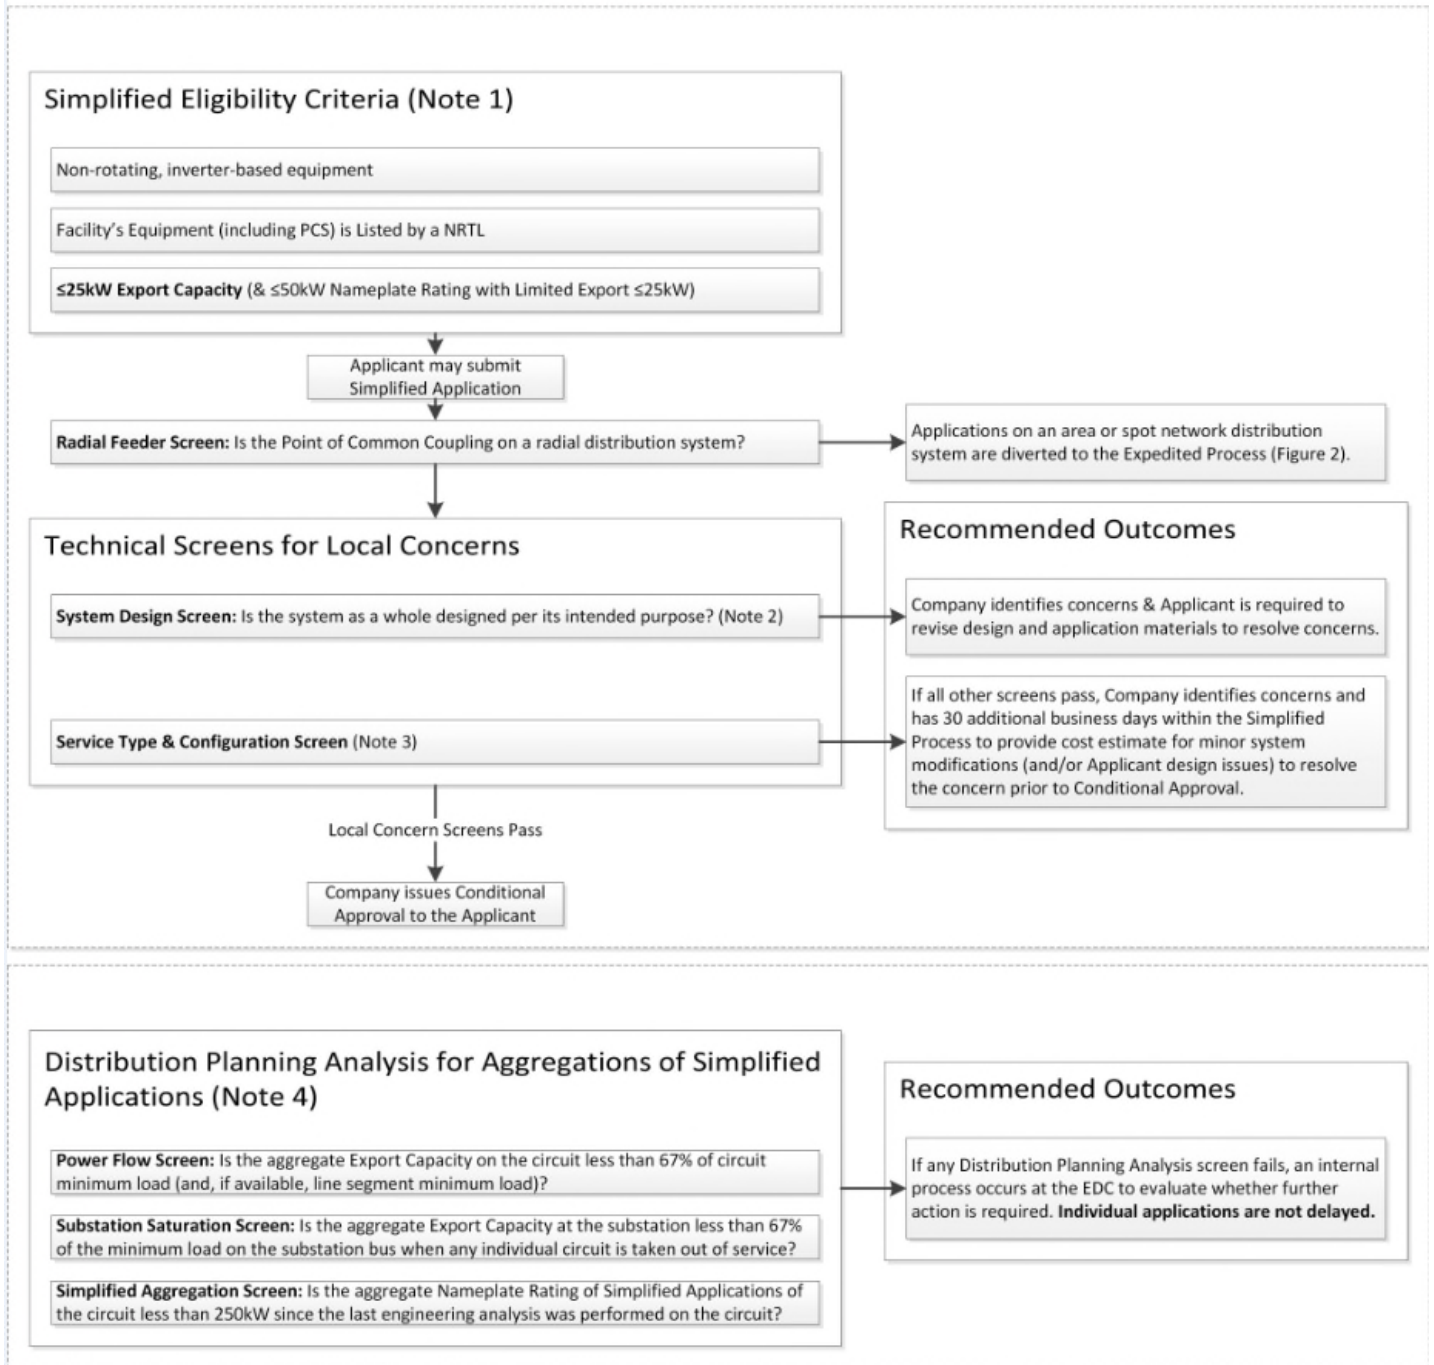 Simplified Eligibility Criteria (Note 1)
Non-rotating, inverter-based equipment
Facility's Equipment (including PCS) is Listed by a NRTL
≤25kW Export Capacity (& ≤50kW Nameplate Rating with Limited Export ≤25kW)
Applicant may submit
Simplified Application
Radial Feeder Screen: Is the Point of Common Coupling on a radial distribution system?
Applications on an area or spot network distribution
system are diverted to the Expedited Process (Figure 2).
Technical Screens for Local Concerns
System Design Screen: Is the system as a whole designed per its intended purpose? (Note 2)
Service Type & Configuration Screen (Note 3)
Recommended Outcomes
Company identifies concerns & Applicant is required to
revise design and application materials to resolve concerns.
If all other screens pass, Company identifies concerns and
has 30 additional business days within the Simplified
Process to provide cost estimate for minor system
modifications (and/or Applicant design issues) to resolve
the concern prior to Conditional Approval.
Local Concern Screens Pass
Company issues Conditional
Approval to the Applicant
Distribution Planning Analysis for Aggregations of Simplified
Applications (Note 4)
Power Flow Screen: Is the aggregate Export Capacity on the circuit less than 67% of circuit
minimum load (and, if available, line segment minimum load)?
Substation Saturation Screen: Is the aggregate Export Capacity at the substation less than 67%
of the minimum load on the substation bus when any individual circuit is taken out of service?
Simplified Aggregation Screen: Is the aggregate Nameplate Rating of Simplified Applications of
the circuit less than 250kW since the last engineering analysis was performed on the circuit?
Recommended Outcomes
If any Distribution Planning Analysis screen fails, an internal
process occurs at the EDC to evaluate whether further
action is required. Individual applications are not delayed.